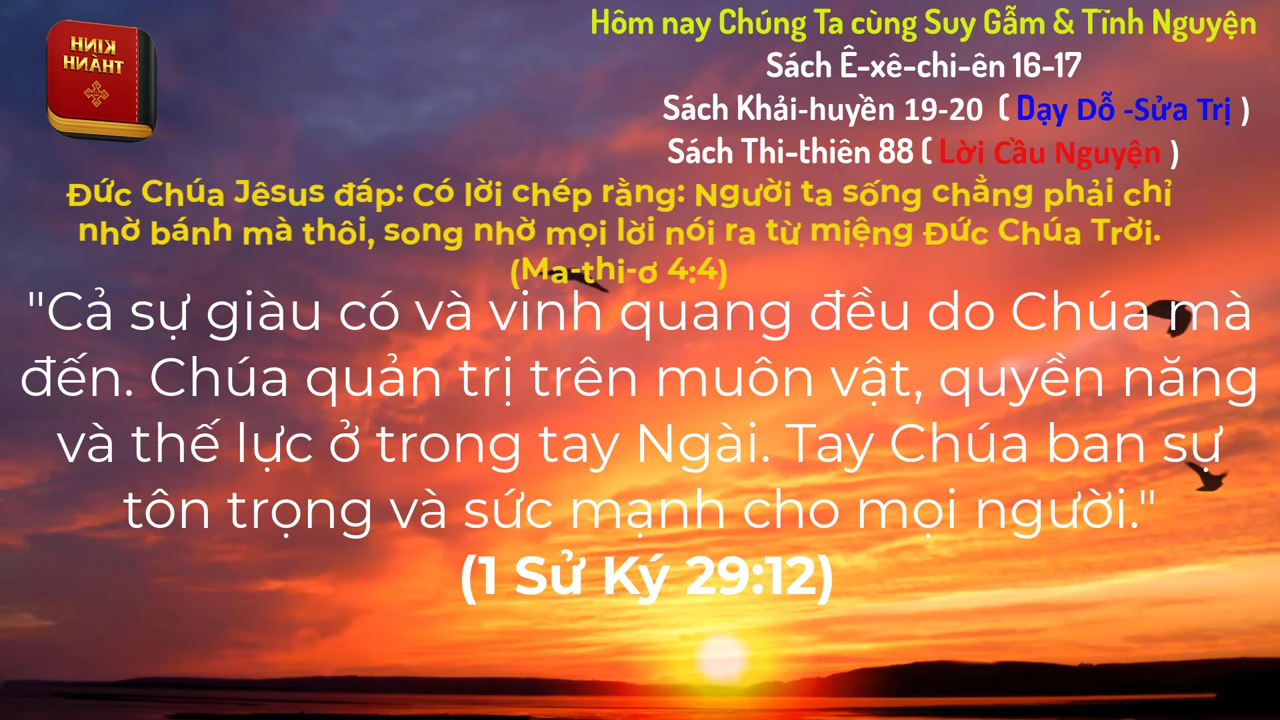 KINH
THÀNH
Hôm nay Chúng Ta cùng Suy Gẫm & Tĩnh Nguyện
Sách Ê-xê-chi-ên 16-17
Sách Khải-huyền 19-20 ( Dạy Dỗ -Sửa Trị )
Sách Thi-thiên 88 ( Lời Cầu Nguyện )
Đức Chúa Jêsus đáp: Có lời chép rằng: Người ta sống chẳng phải chỉ
nhờ bánh mà thôi, song nhờ mọi lời nói ra từ miệng Đức Chúa Trời.
(Ma-thi-ơ 4:4)
"Cả sự giàu có và vinh quang đều do Chúa mà
đến. Chúa quản trị trên muôn vật, quyền năng
và thế lực ở trong tay Ngài. Tay Chúa ban sự
tôn trọng và sức mạnh cho mọi người."
(1 Sử Ký 29:12)